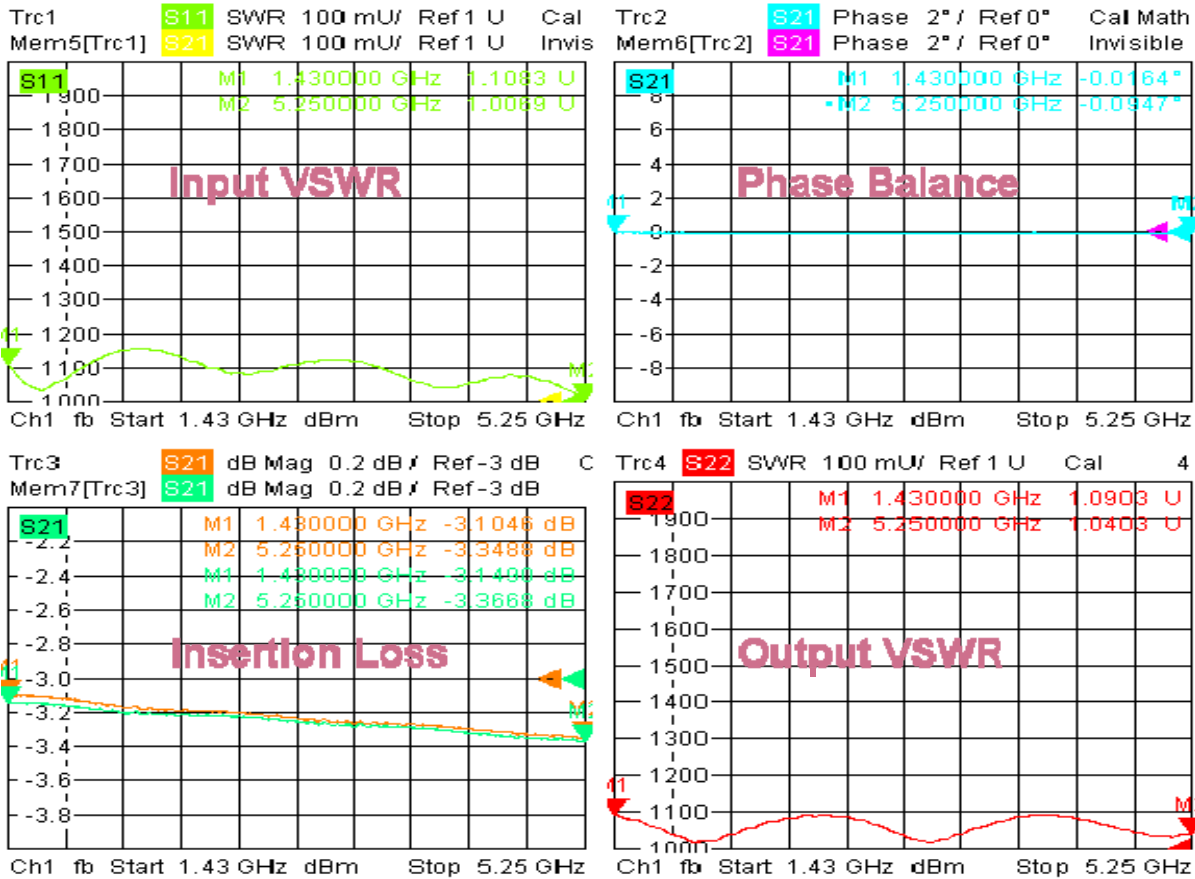 Trc1 S11 SWR 100 mU/ Ref 1 U Cal
Mem5[Trc1] S21 SWR 100 mU/ Ref 1 U Invis
S11
M1 1.430000 GHz 1.1083 U
M2 5.250000 GHz 1.0069 U
1900
1800
1700
Input VSWR
1600
1500
1400
1300
1200
M1
1100
M2
1000
Ch1 fb Start 1.43 GHz dBm Stop 5.25 GHz
Trc2 S21 Phase 2°/ Ref 0° Cal Math
Mem6[Trc2] S21 Phase 2°/ Ref 0° Invisible
S21
M1 1.430000 GHz -0.0164°
•M2 5.250000 GHz -0.0947°
8
6
4
Phase Balance
2
0
-2
-4
-6
-8
Ch1 fb Start 1.43 GHz dBm Stop 5.25 GHz
Trc3 S21 dB Mag 0.2 dB / Ref -3 dB C
Mem7[Trc3] S21 dB Mag 0.2 dB / Ref -3 dB
S21
M1 1.430000 GHz -3.1046 dB
M2 5.250000 GHz -3.3488 dB
M1 1.430000 GHz dB
M2 5.250000 GHz -3.3668 dB
-2.2
-2.4
-2.6
-2.8
Insertion Loss
-3.0
-3.2
-3.4
-3.6
-3.8
Ch1 fb Start 1.43 GHz dBm Stop 5.25 GHz
Trc4 S22 SWR 100 mU/ Ref 1 U Cal 4
S22
M1 1.430000 GHz 1.0903 U
M2 5.250000 GHz 1.0403 U
1900
1800
1700
1600
Output VSWR
1500
1400
1300
1200
1100
1000
Ch1 fb Start 1.43 GHz dBm Stop 5.25 GHz